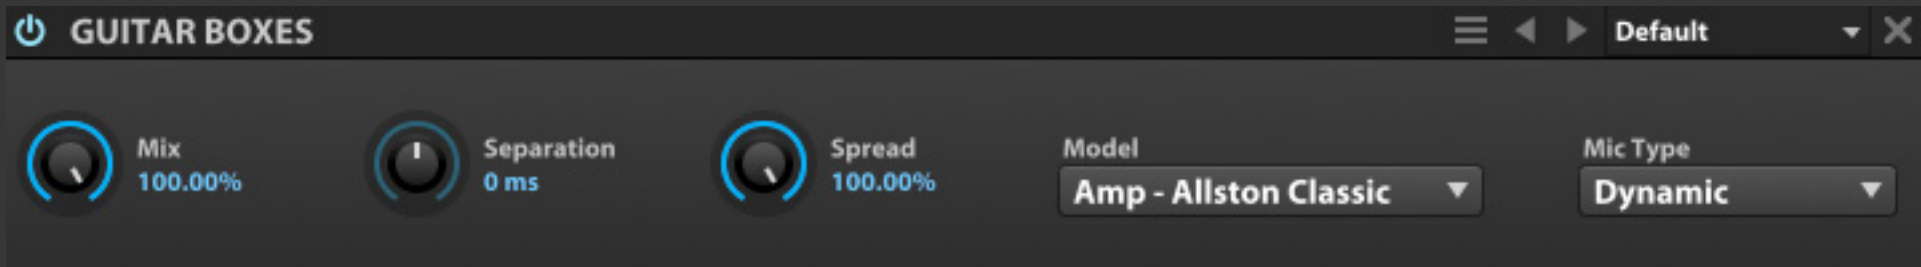 GUITAR BOXES
Default
Mix
100.00%
Separation
0 ms
Spread
100.00%
Model
Amp - Allston Classic
Mic Type
Dynamic